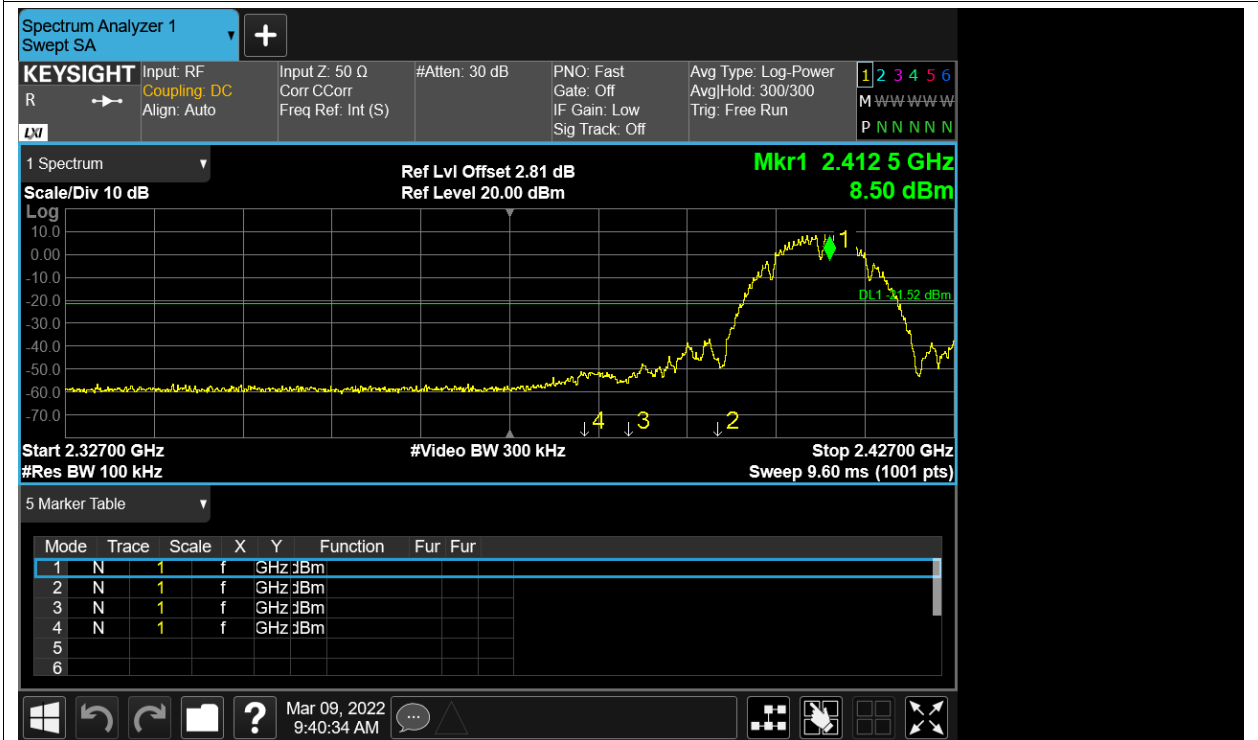 Spectrum Analyzer 1
Swept SA
KEYSIGHT
R
LXI
Input: RF
Coupling: DC
Align: Auto
Input Z: 50 Ω
Corr CCorr
Freq Ref: Int (S)
#Atten: 30 dB
PNO: Fast
Gate: Off
IF Gain: Low
Sig Track: Off
Avg Type: Log-Power
Avg|Hold: 300/300
Trig: Free Run
1 2 3 4 5 6
M W W W W W W
P N N N N N
1 Spectrum
Scale/Div 10 dB
Ref Lvl Offset 2.81 dB
Ref Level 20.00 dBm
Mkr1 2.412 5 GHz
8.50 dBm
Log
10.0
0.00
-10.0
-20.0
-30.0
-40.0
-50.0
-60.0
-70.0
1
DL1 -21.52 dBm
4 3 2
Start 2.32700 GHz
#Res BW 100 kHz
#Video BW 300 kHz
Stop 2.42700 GHz
Sweep 9.60 ms (1001 pts)
5 Marker Table
Mode Trace Scale X Y Function Fur Fur
1 N 1 f GHz dBm
2 N 1 f GHz dBm
3 N 1 f GHz dBm
4 N 1 f GHz dBm
5
6
?
Mar 09, 2022
9:40:34 AM